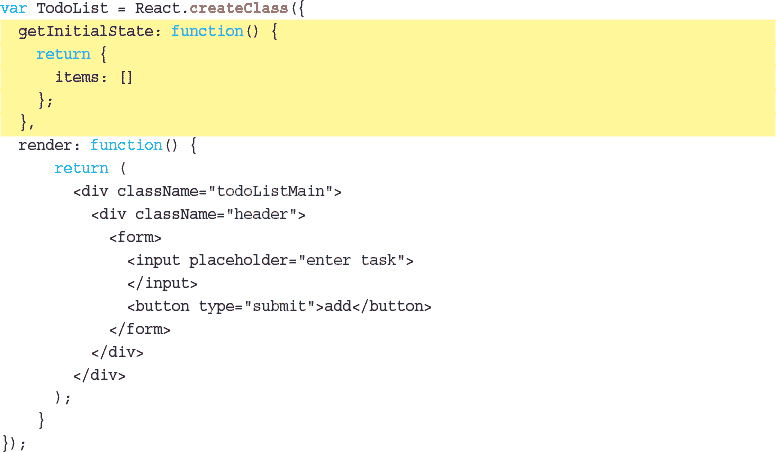 var TodoList = React.createClass({
  getInitialState: function() {
    return {
      items: []
    };
  },
  render: function() {
      return (
        <div className="todoListMain">
          <div className="header">
            <form>
              <input placeholder="enter task">
              </input>
              <button type="submit">add</button>
            </form>
          </div>
        </div>
      );
    }
});